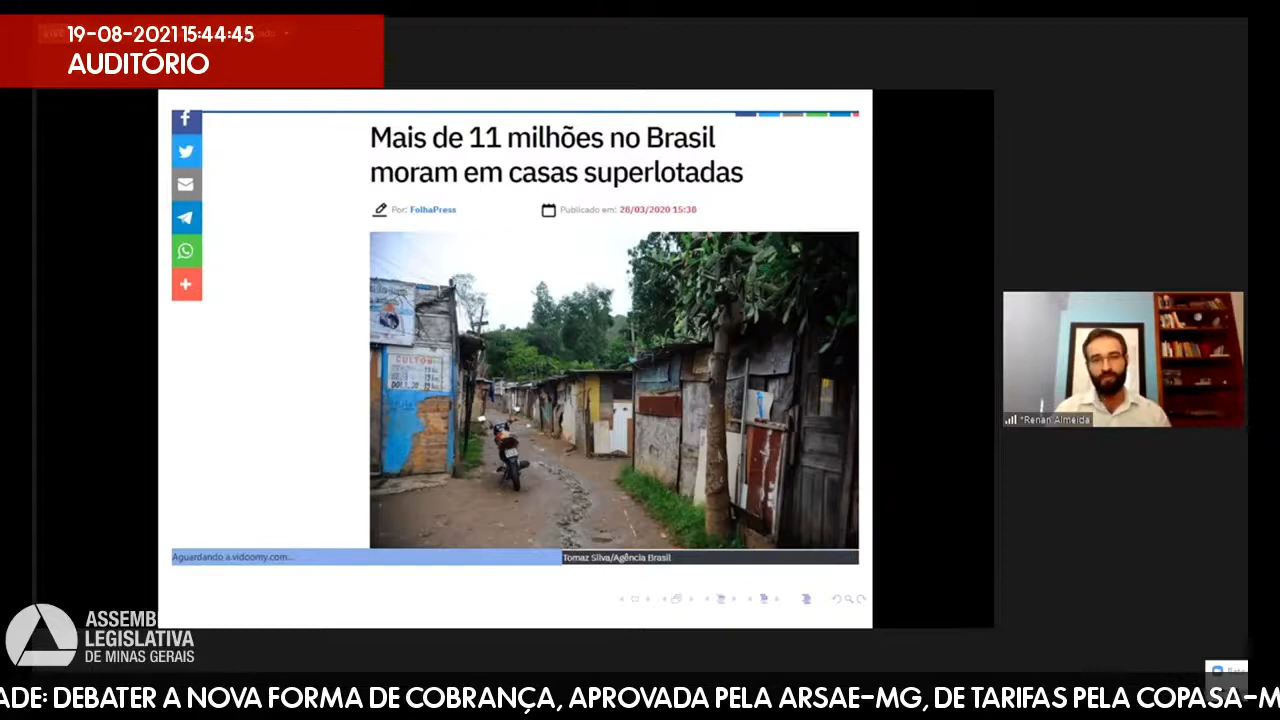 19-08-2021 15:44:45
AUDITÓRIO
Mais de 11 milhões no Brasil
moram em casas superlotadas
Por: FolhaPress
Publicado em: 28/03/2020 15:38
CULTOS
Aguardando a.vidoomy.com...
Tomaz Silva/Agência Brasil
*Renan Almeida
ASSEMB
LEGISLATIVA
DE MINAS GERAIS
ADE: DEBATER A NOVA FORMA DE COBRANÇA, APROVADA PELA ARSAE-MG, DE TARIFAS PELA COPASA-M